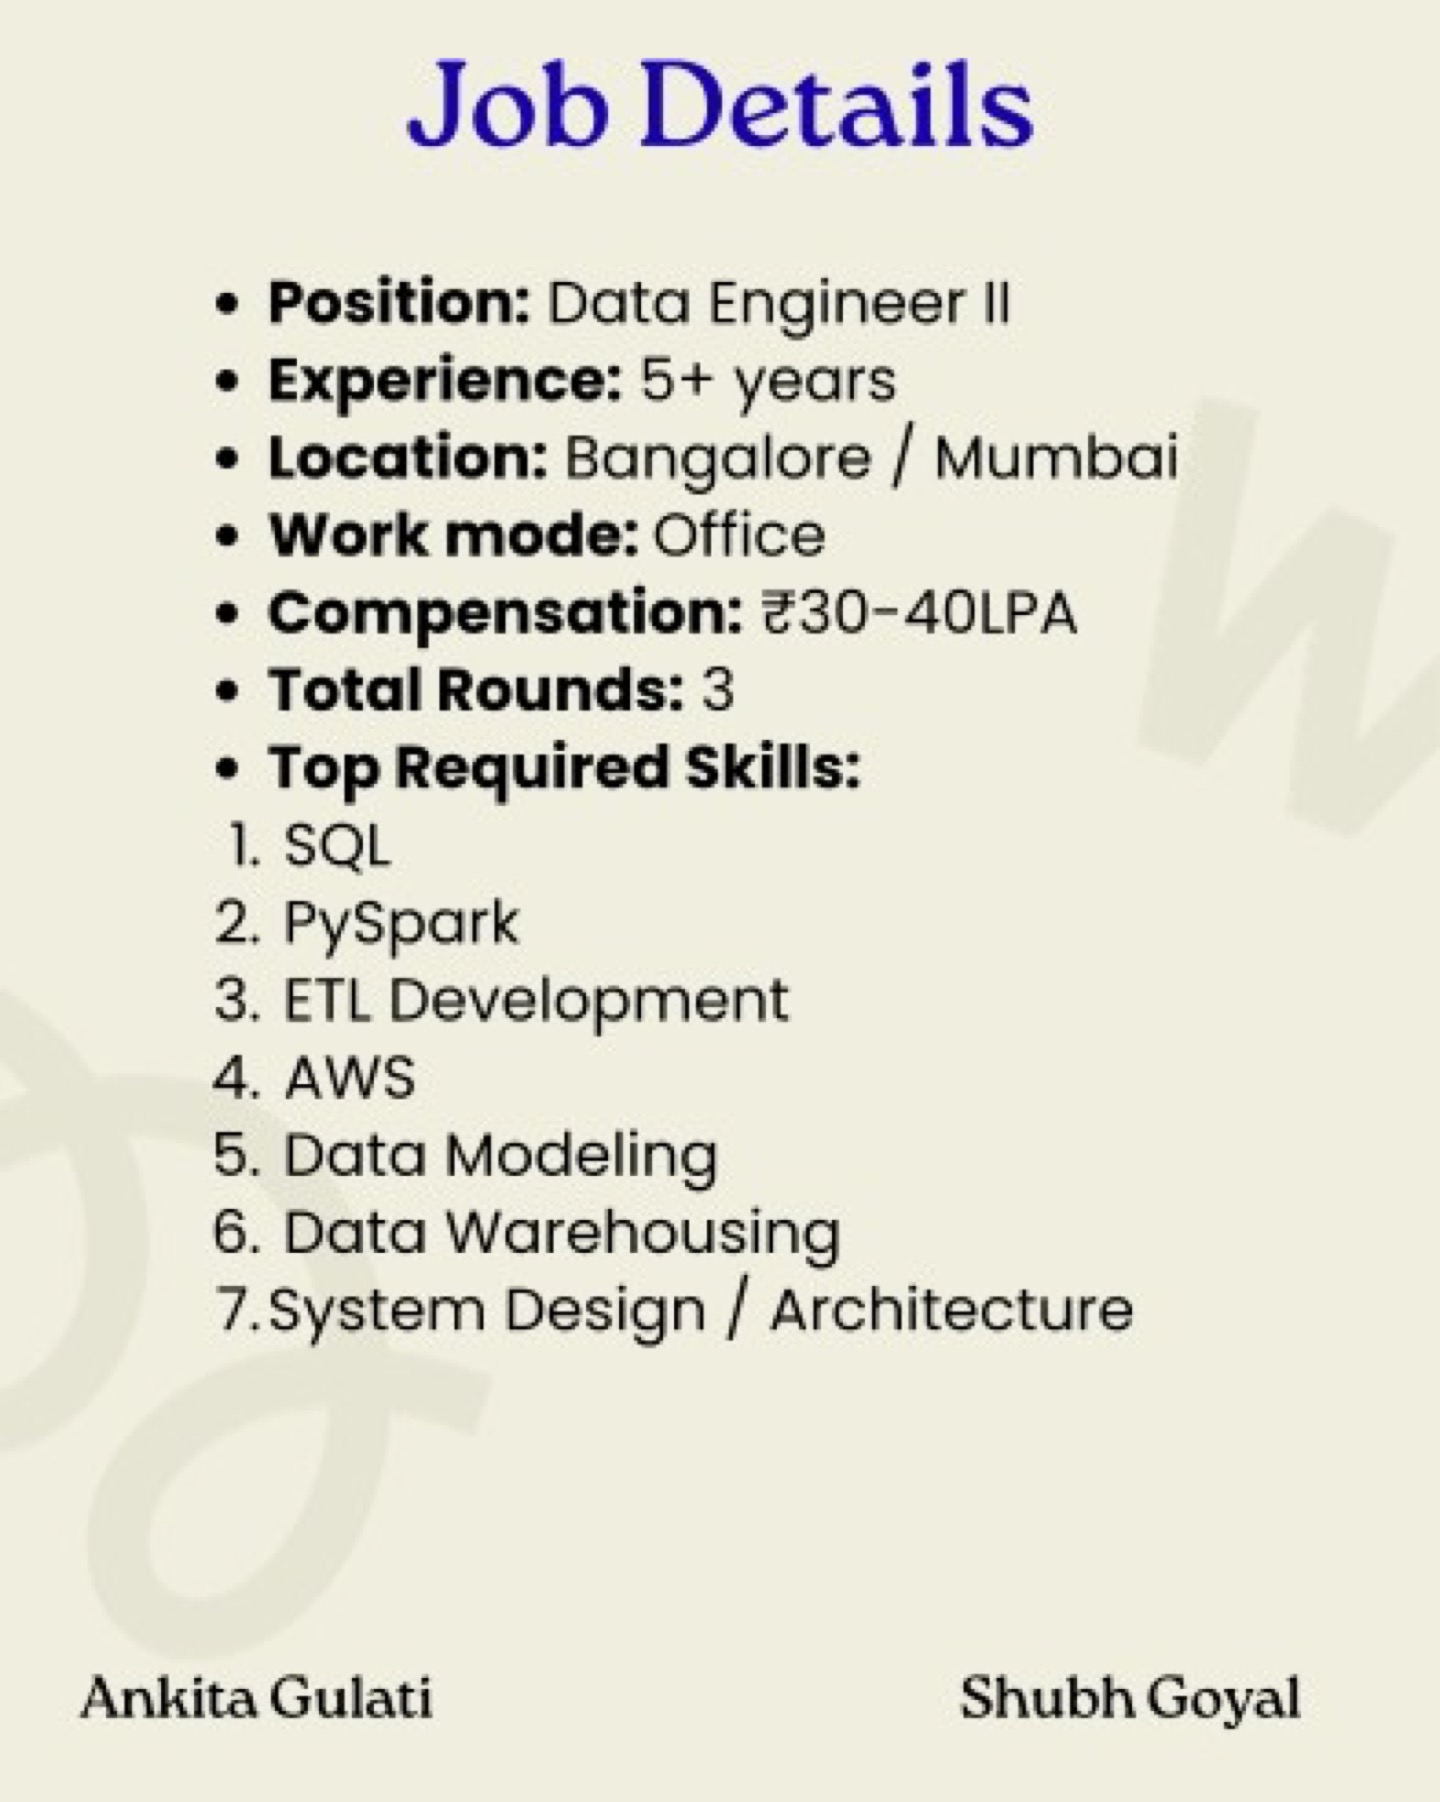 Job Details
• Position: Data Engineer II
• Experience: 5+ years
• Location: Bangalore / Mumbai
• Work mode: Office
• Compensation: ₹30-40LPA
• Total Rounds: 3
• Top Required Skills:
1. SQL
2. PySpark
3. ETL Development
4. AWS
5. Data Modeling
6. Data Warehousing
7. System Design / Architecture
Ankita Gulati
Shubh Goyal